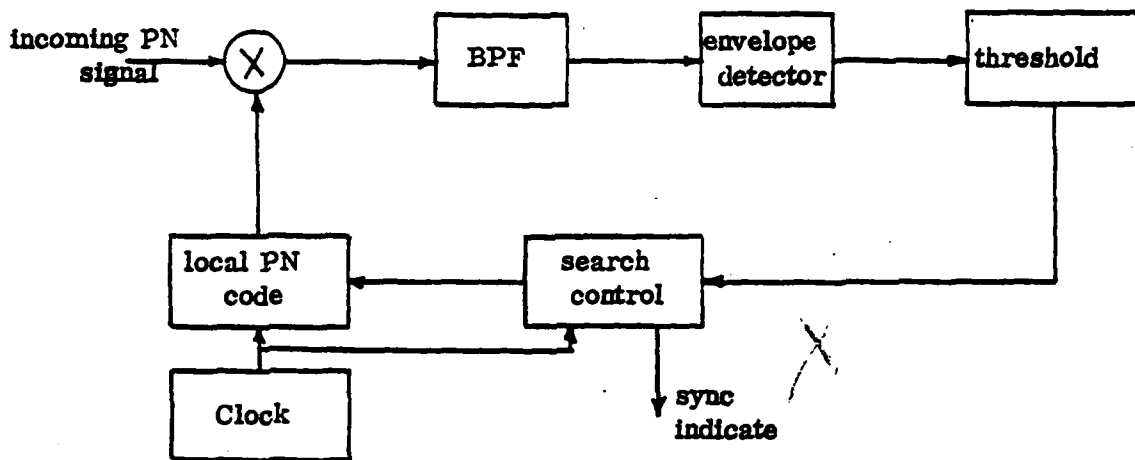 incoming PN
signal
X
BPF
envelope
detector
threshold
local PN
code
search
control
Clock
sync
indicate